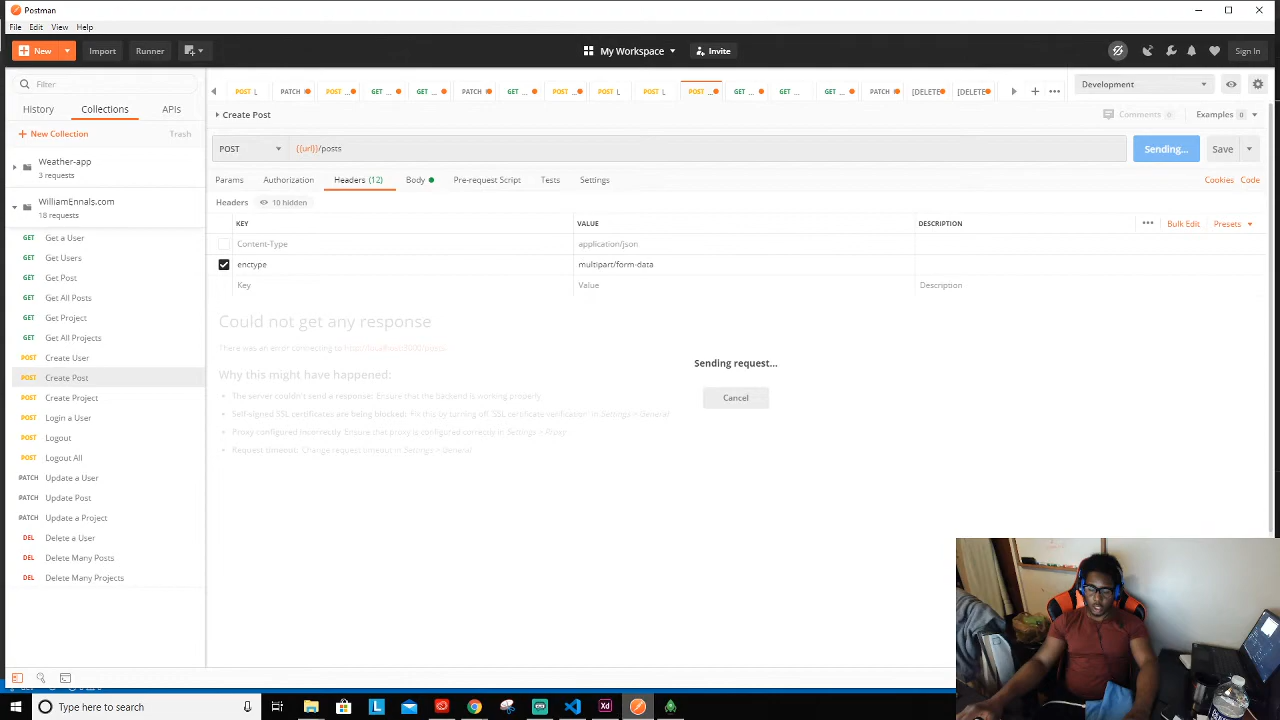 Postman
File Edit View Help
New Import Runner My Workspace Invite Sign In
Filter
History Collections APIs
New Collection Trash
Weather-app
3 requests
WilliamEnnals.com
18 requests
GET Get a User
GET Get Users
GET Get Post
GET Get All Posts
GET Get Project
GET Get All Projects
POST Create User
POST Create Post
POST Create Project
POST Login a User
POST Logout
POST Logout All
PATCH Update a User
PATCH Update Post
PATCH Update a Project
DEL Delete a User
DEL Delete Many Posts
DEL Delete Many Projects
POST L PATCH I POST ... GET ... GET ... PATCH I GET ... POST ... POST L POST L POST ... GET ... GET ... GET ... PATCH I [DELETE] [DELETE] Development
Create Post Comments 0 Examples 0
POST {{url}}/posts Sending... Save
Params Authorization Headers (12) Body Pre-request Script Tests Settings Cookies Code
Headers 10 hidden
KEY VALUE DESCRIPTION Bulk Edit Presets
Content-Type application/json
enctype multipart/form-data
Key Value Description
Could not get any response
There was an error connecting to http://localhost:3000/posts.
Why this might have happened:
The server couldn't send a response: Ensure that the backend is working properly
Self-signed SSL certificates are being blocked: Fix this by turning off 'SSL certificate verification' in Settings > General
Proxy configured incorrectly Ensure that proxy is configured correctly in Settings > Proxy
Request timeout: Change request timeout in Settings > General
Sending request...
Cancel
Type here to search